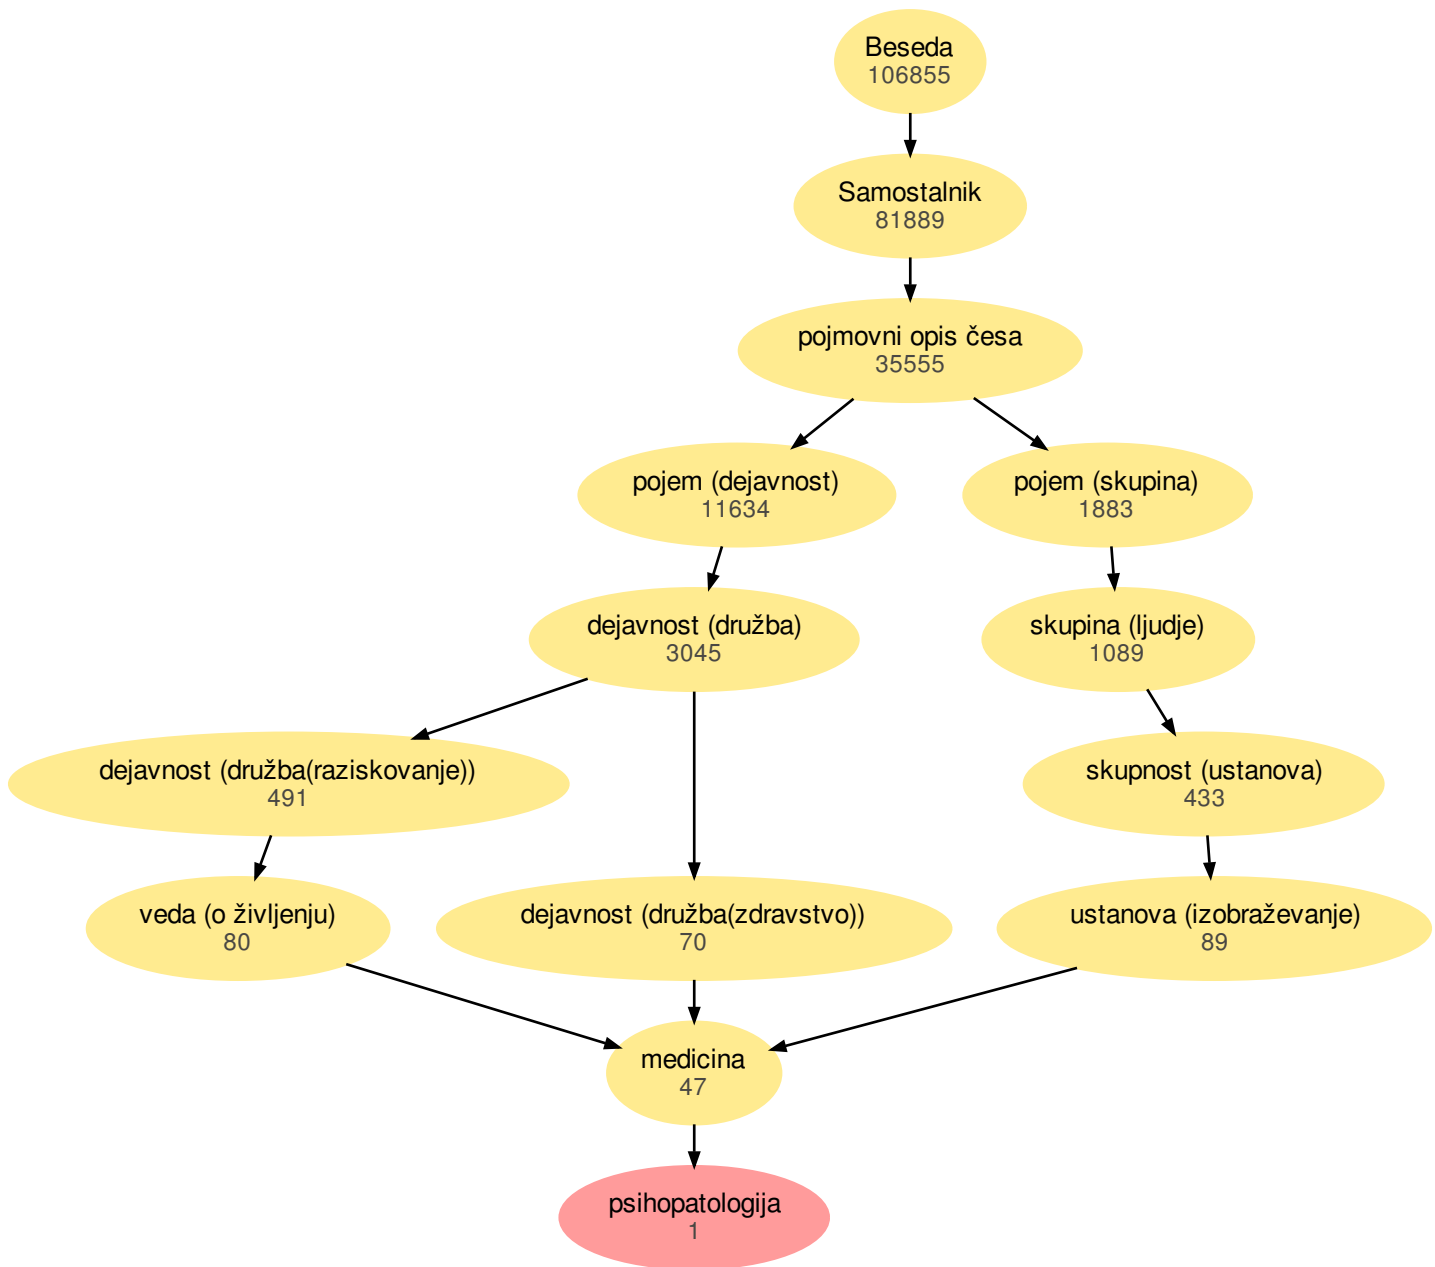 Beseda
106855
Samostalnik
81889
pojmovni opis česa
35555
pojem (dejavnost)
11634
pojem (skupina)
1883
dejavnost (družba)
3045
skupina (ljudje)
1089
dejavnost (družba(raziskovanje))
491
skupnost (ustanova)
433
veda (o življenju)
80
dejavnost (družba(zdravstvo))
70
ustanova (izobraževanje)
89
medicina
47
psihopatologija
1